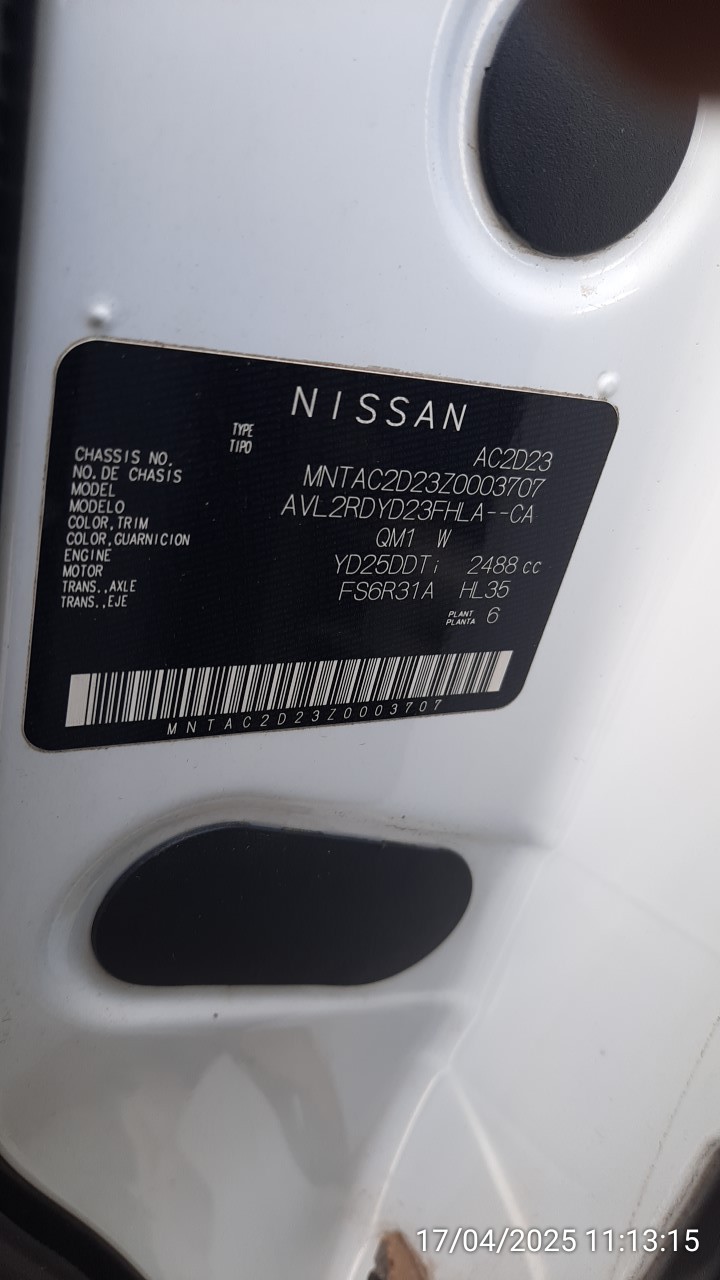 NISSAN
TYPE
TIPO
AC2D23
CHASSIS NO.
NO. DE CHASIS
MNTAC2D23Z0003707
MODEL
MODELO
AVL2RDYD23FHLA--CA
COLOR, TRIM
COLOR, GUARNICION
QM1 W
ENGINE
MOTOR
YD25DDTi 2488 cc
TRANS., AXLE
TRANS., EJE
FS6R31A HL35
PLANT
PLANTA
6
MNTAC2D23Z0003707
17/04/2025 11:13:15